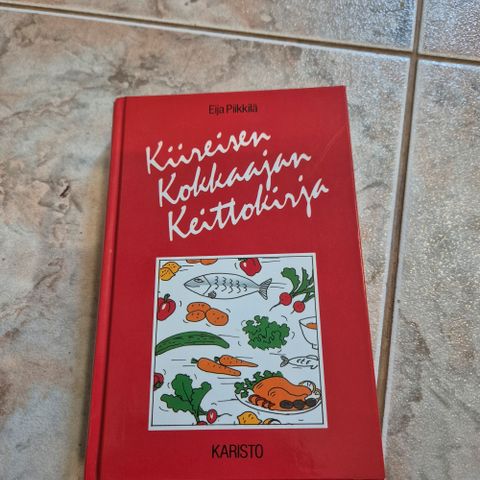 Eija Piikkilä
Kiireisen
Kokkaajan
Keittokirja
KARISTO